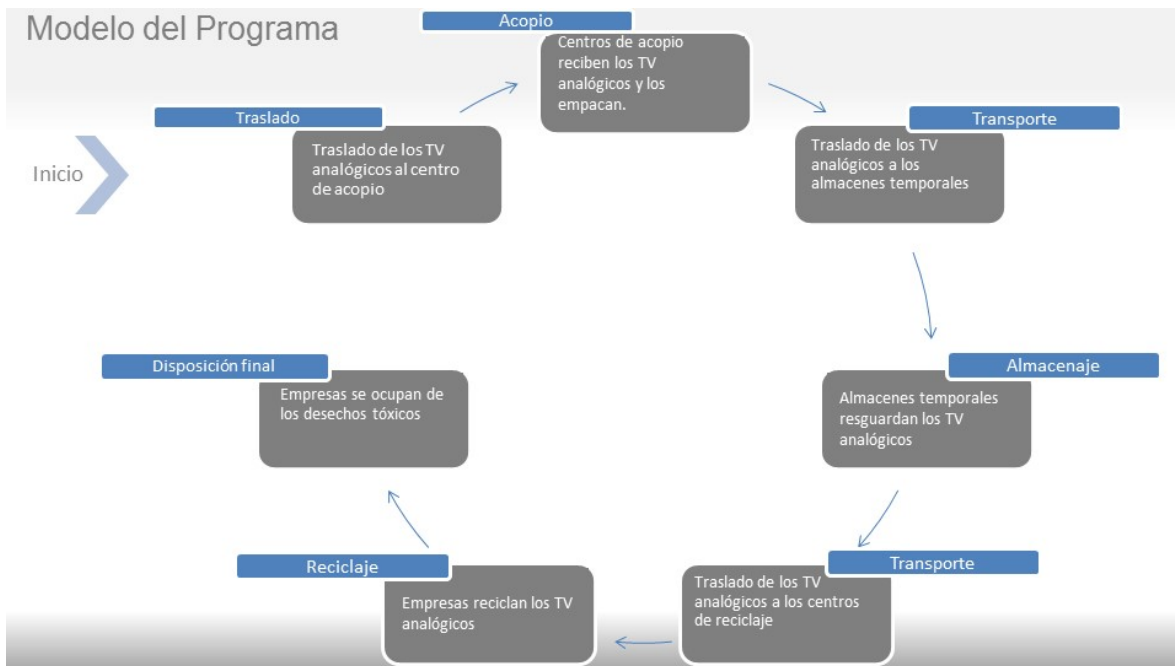 Modelo del Programa
Inicio
Traslado
Traslado de los TV
analógicos al centro
de acopio
Acopio
Centros de acopio
reciben los TV
analógicos y los
empacan.
Transporte
Traslado de los TV
analógicos a los
almacenes temporales
Almacenaje
Almacenes temporales
resguardan los TV
analógicos
Transporte
Traslado de los TV
analógicos a los centros
de reciclaje
Reciclaje
Empresas reciclan los TV
analógicos
Disposición final
Empresas se ocupan de
los desechos tóxicos